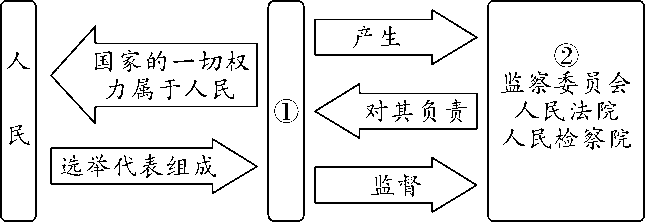 人
民
国家的一切权
力属于人民
选举代表组成
①
产生
对其负责
监督
②
监察委员会
人民法院
人民检察院